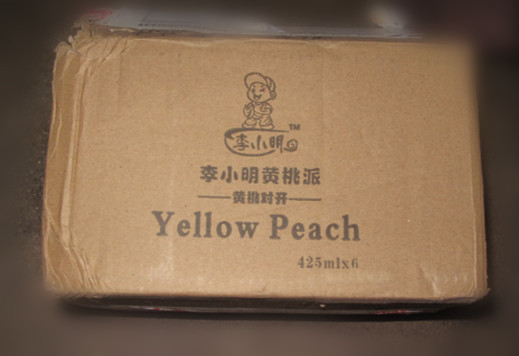 李小明 TM
李小明黄桃派
黄桃对开
Yellow Peach
425mlx6